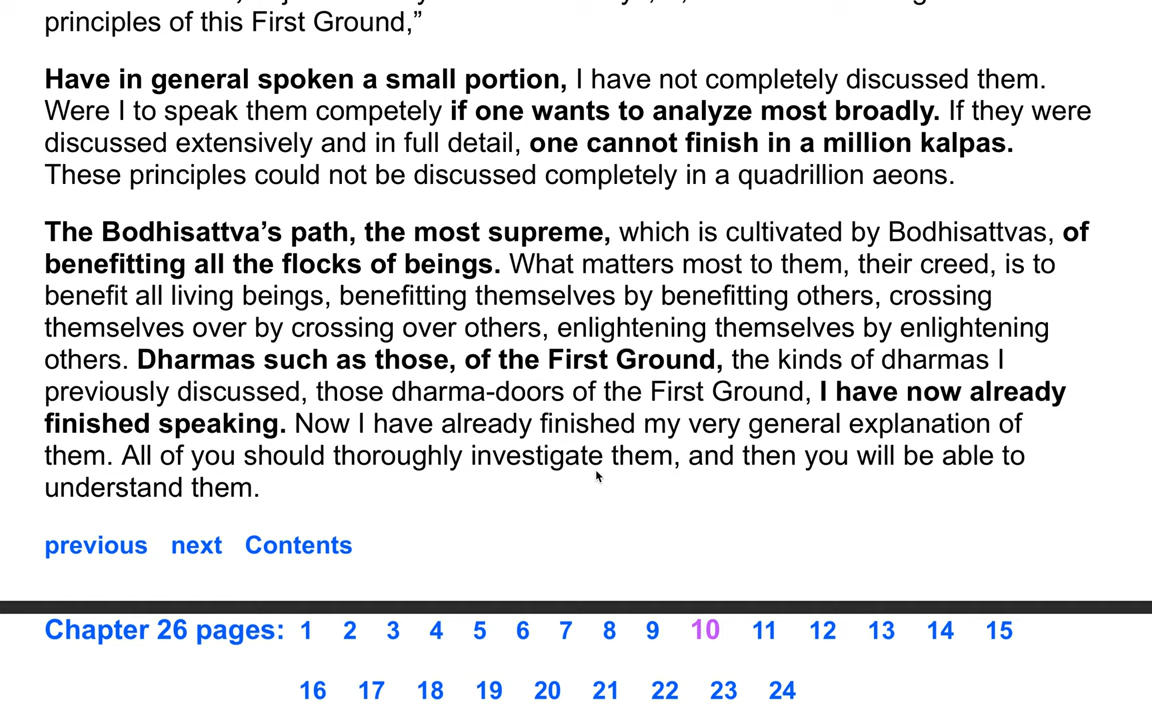 principles of this First Ground,”
Have in general spoken a small portion, I have not completely discussed them.
Were I to speak them competely if one wants to analyze most broadly. If they were
discussed extensively and in full detail, one cannot finish in a million kalpas.
These principles could not be discussed completely in a quadrillion aeons.
The Bodhisattva’s path, the most supreme, which is cultivated by Bodhisattvas, of
benefitting all the flocks of beings. What matters most to them, their creed, is to
benefit all living beings, benefitting themselves by benefitting others, crossing
themselves over by crossing over others, enlightening themselves by enlightening
others. Dharmas such as those, of the First Ground, the kinds of dharmas I
previously discussed, those dharma-doors of the First Ground, I have now already
finished speaking. Now I have already finished my very general explanation of
them. All of you should thoroughly investigate them, and then you will be able to
understand them.
previous next Contents
Chapter 26 pages: 1 2 3 4 5 6 7 8 9 10 11 12 13 14 15
16 17 18 19 20 21 22 23 24